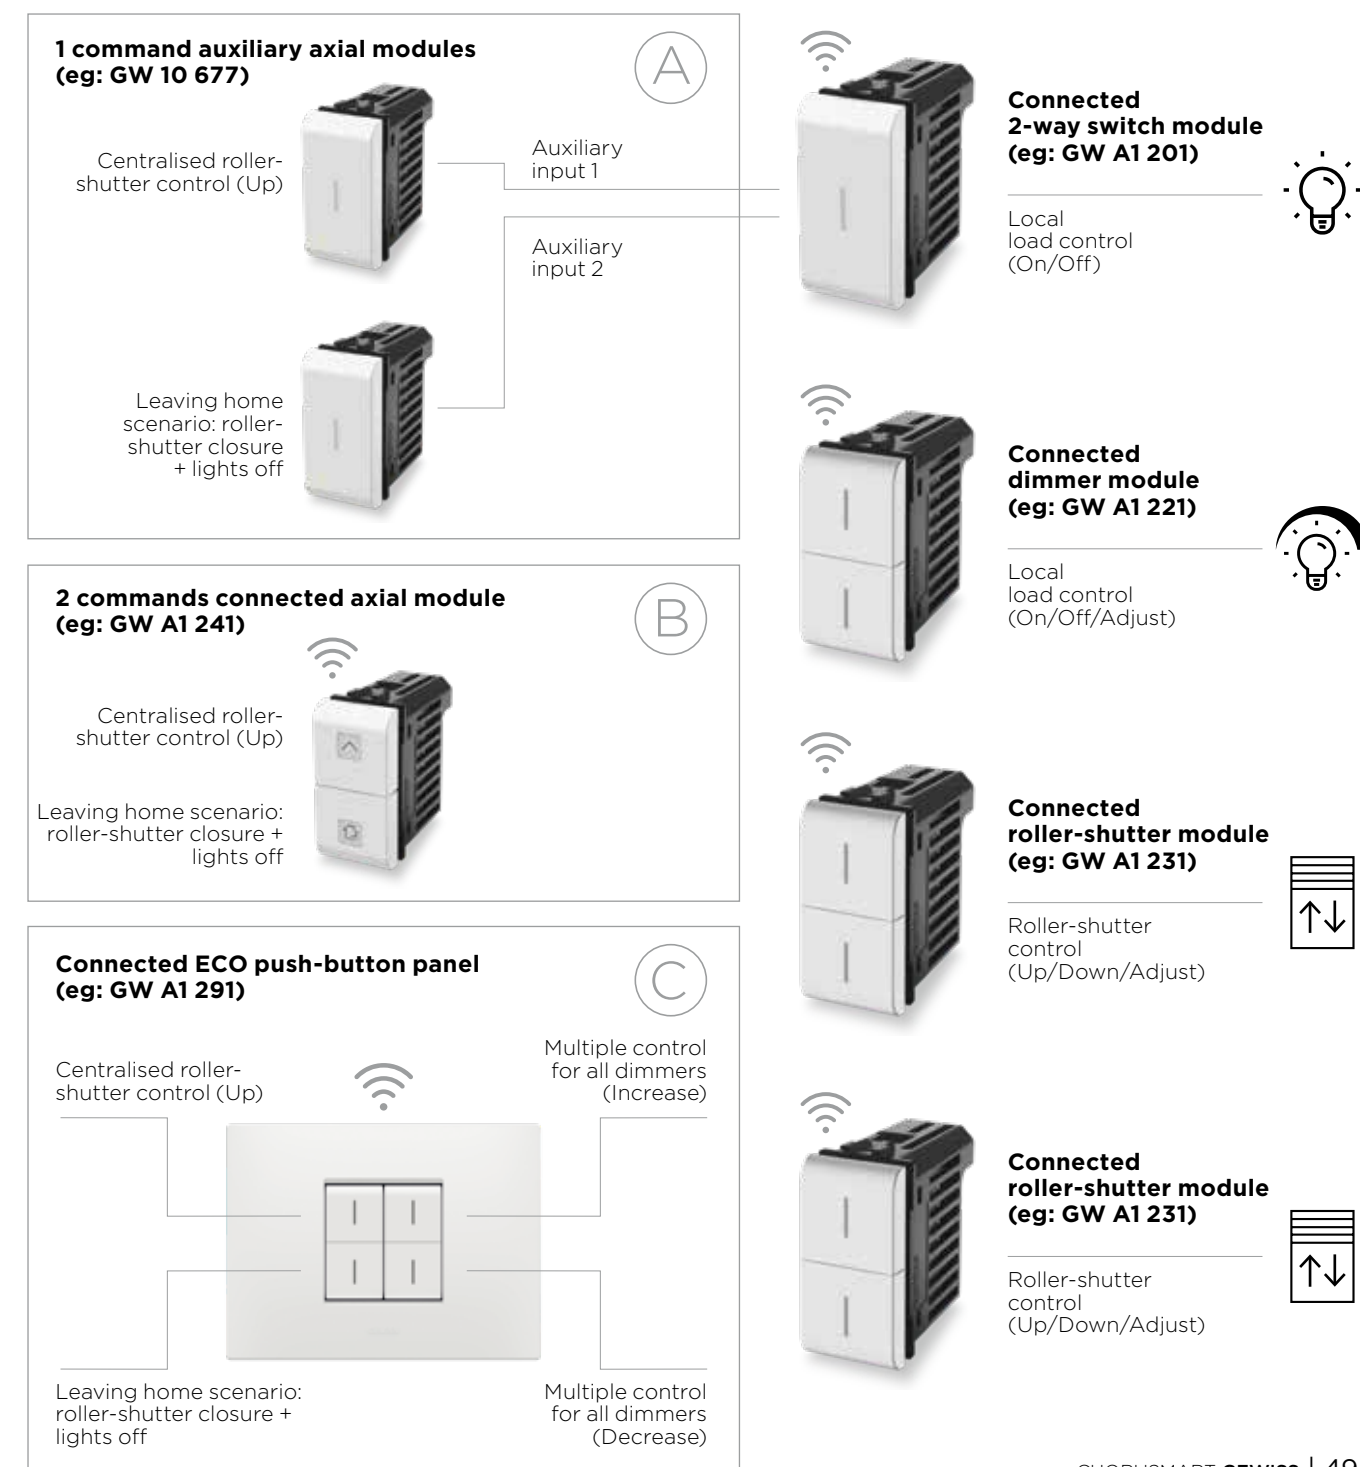 1 command auxiliary axial modules
(eg: GW 10 677)
A
Centralised roller-
shutter control (Up)
Auxiliary
input 1
Auxiliary
input 2
Leaving home
scenario: roller-
shutter closure
+ lights off
2 commands connected axial module
(eg: GW A1 241)
B
Centralised roller-
shutter control (Up)
Leaving home scenario:
roller-shutter closure +
lights off
Connected ECO push-button panel
(eg: GW A1 291)
C
Centralised roller-
shutter control (Up)
Multiple control
for all dimmers
(Increase)
Leaving home scenario:
roller-shutter closure +
lights off
Multiple control
for all dimmers
(Decrease)
Connected
2-way switch module
(eg: GW A1 201)
Local
load control
(On/Off)
Connected
dimmer module
(eg: GW A1 221)
Local
load control
(On/Off/Adjust)
Connected
roller-shutter module
(eg: GW A1 231)
Roller-shutter
control
(Up/Down/Adjust)
Connected
roller-shutter module
(eg: GW A1 231)
Roller-shutter
control
(Up/Down/Adjust)